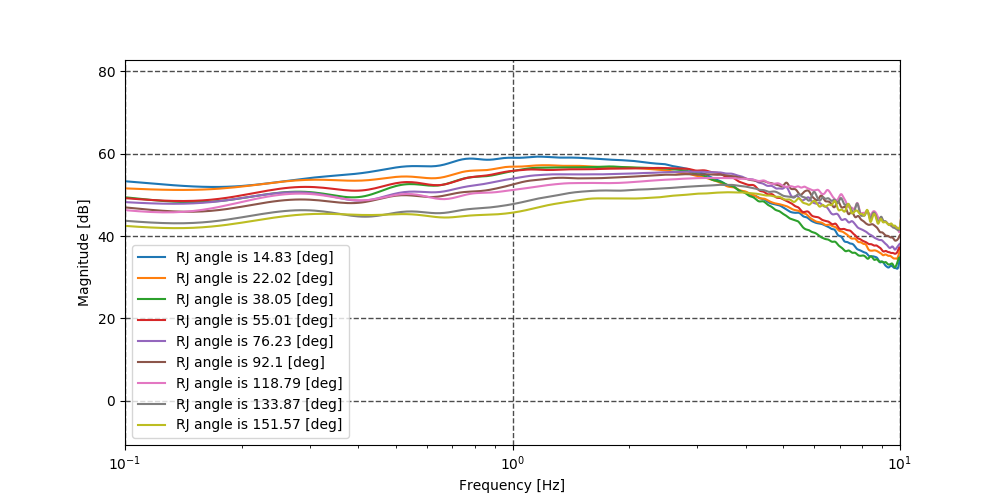 80
60
40
20
0
Magnitude [dB]
RJ angle is 14.83 [deg]
RJ angle is 22.02 [deg]
RJ angle is 38.05 [deg]
RJ angle is 55.01 [deg]
RJ angle is 76.23 [deg]
RJ angle is 92.1 [deg]
RJ angle is 118.79 [deg]
RJ angle is 133.87 [deg]
RJ angle is 151.57 [deg]
10⁻¹ 10⁰ 10¹
Frequency [Hz]